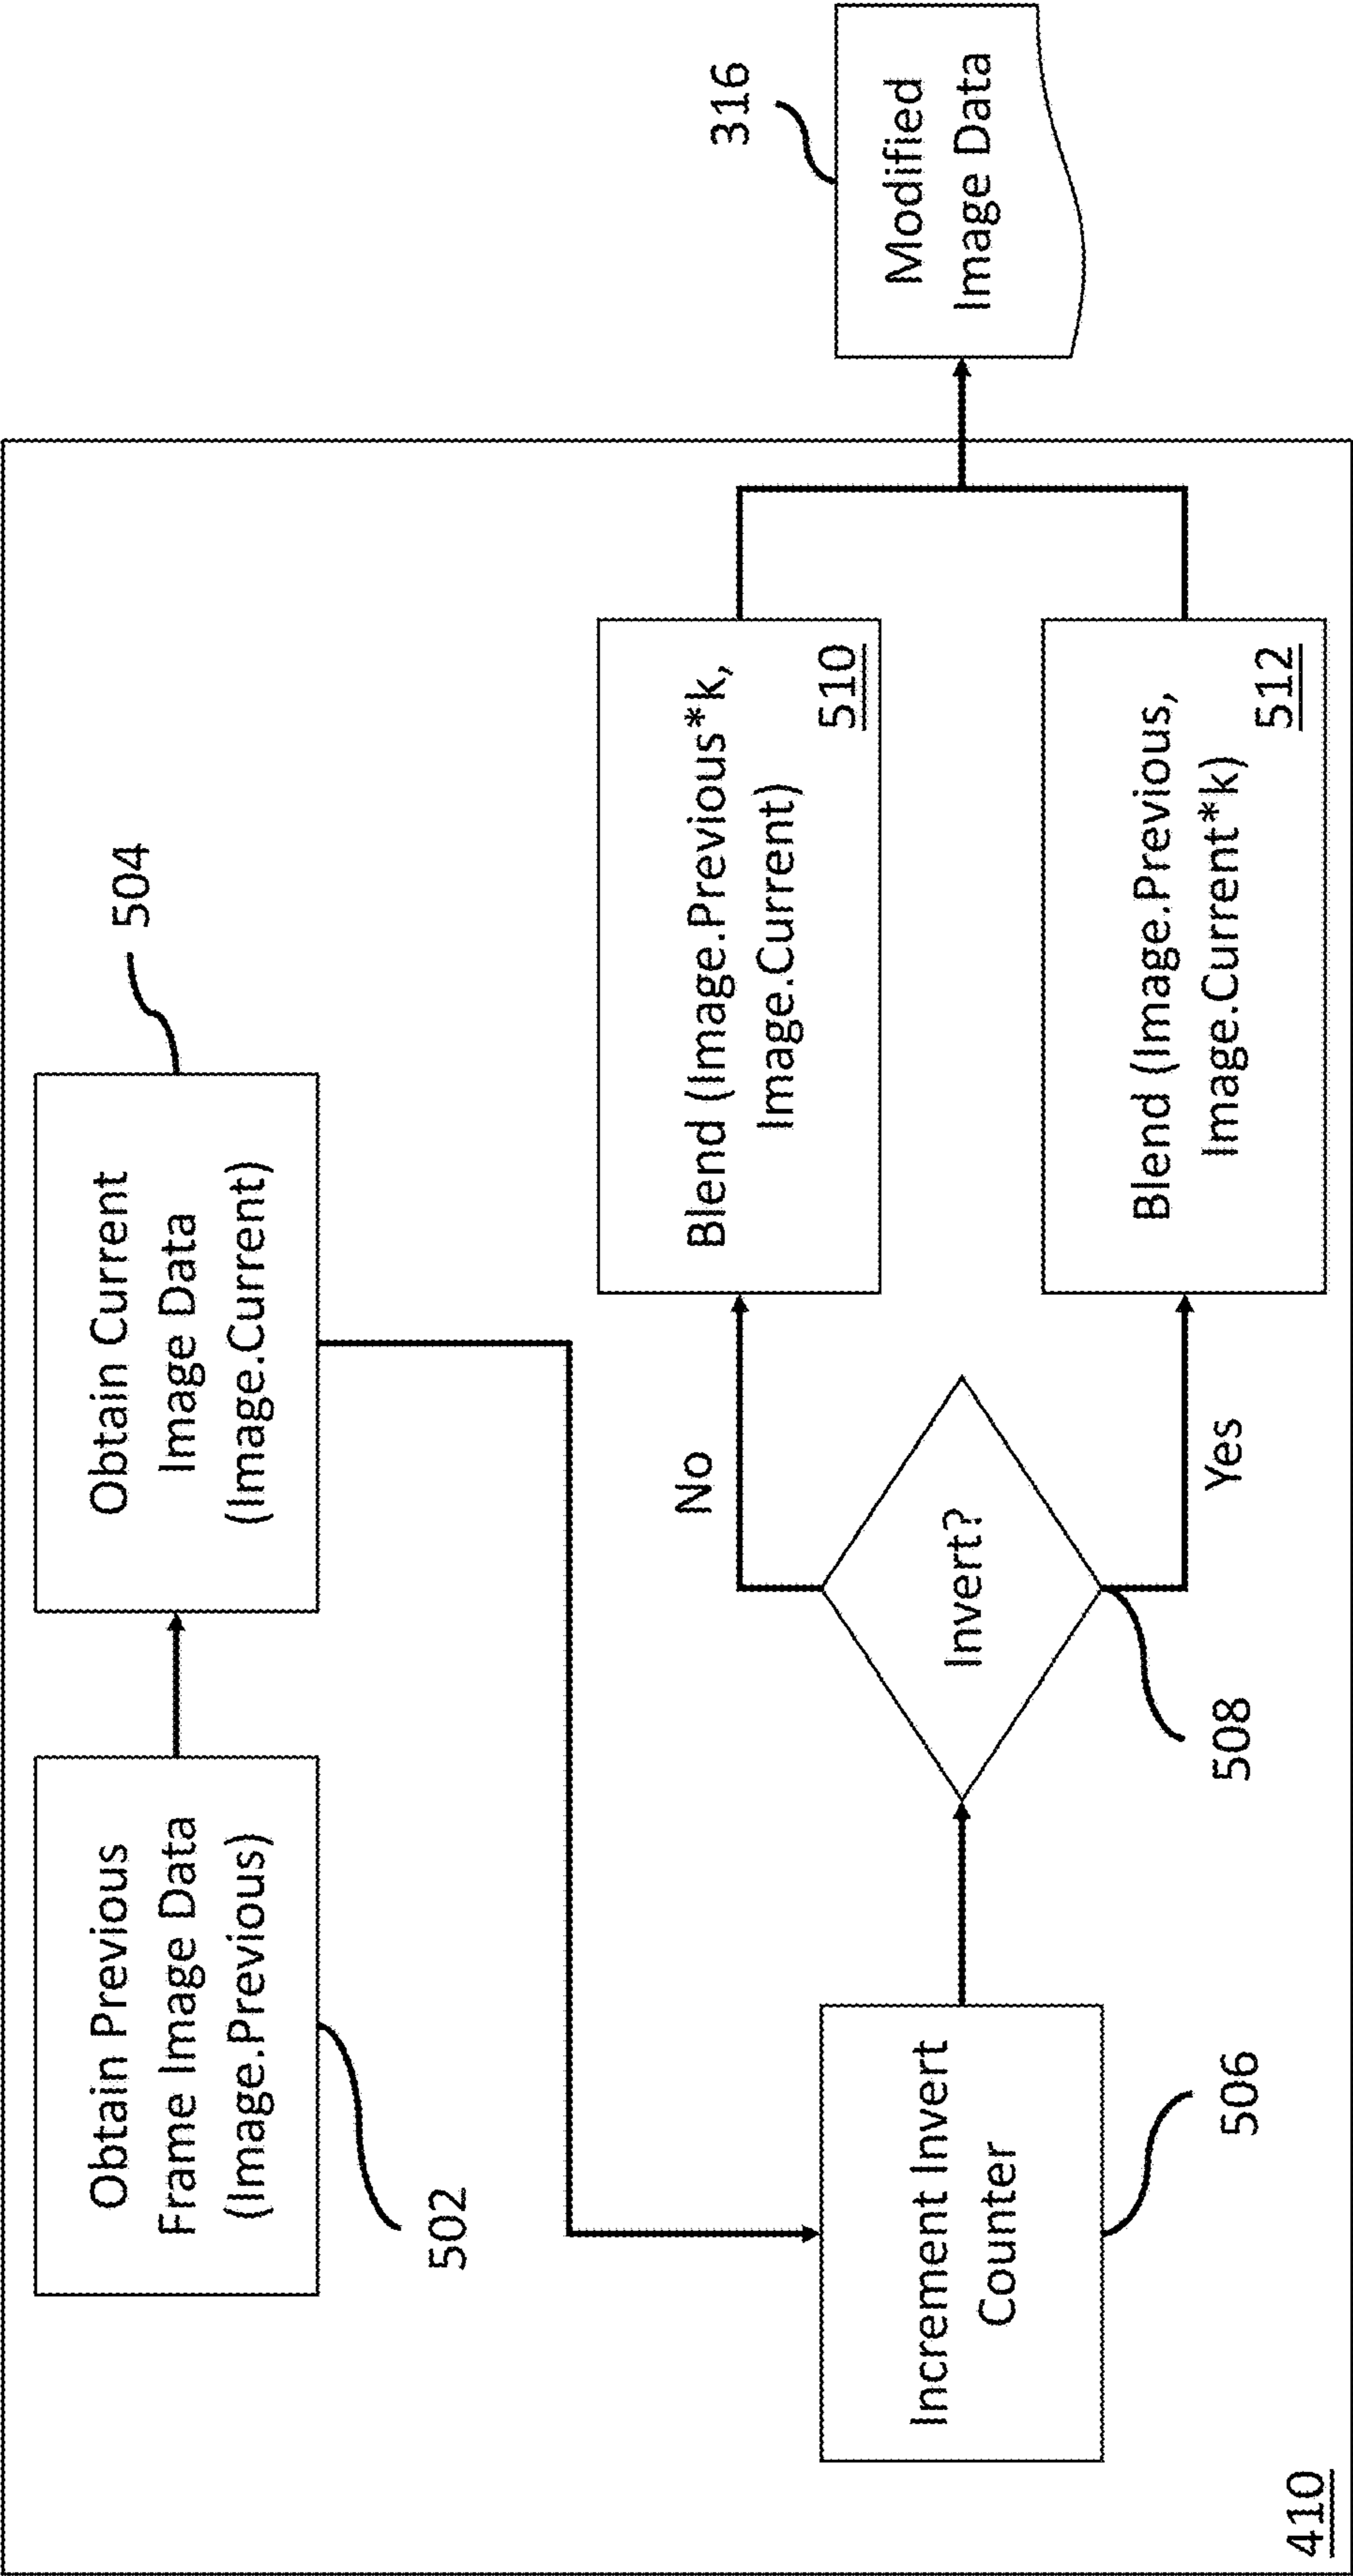 Obtain Previous
Frame Image Data
(Image.Previous)
502
Obtain Current
Image Data
(Image.Current)
504
Increment Invert
Counter
506
Invert?
508
No
Yes
Blend (Image.Previous*k,
Image.Current)
510
Blend (Image.Previous,
Image.Current*k)
512
316
Modified
Image Data
410